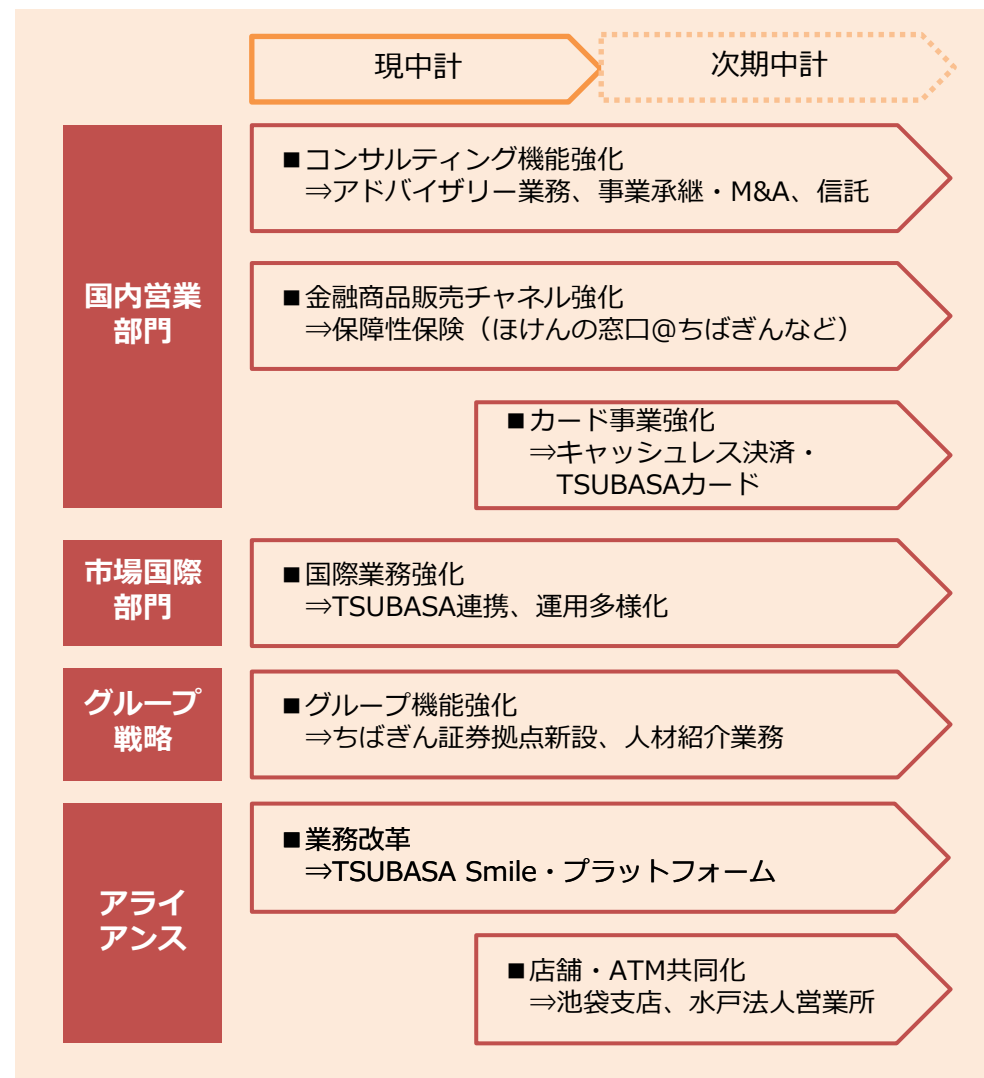 現中計
次期中計
国内営業
部門
■コンサルティング機能強化
⇒アドバイザリー業務、事業承継・M&A、信託
■金融商品販売チャネル強化
⇒保障性保険（ほけんの窓口@ちばぎんなど）
■カード事業強化
⇒キャッシュレス決済・
TSUBASAカード
市場国際
部門
■国際業務強化
⇒TSUBASA連携、運用多様化
グループ
戦略
■グループ機能強化
⇒ちばぎん証券拠点新設、人材紹介業務
アライ
アンス
■業務改革
⇒TSUBASA Smile・プラットフォーム
■店舗・ATM共同化
⇒池袋支店、水戸法人営業所